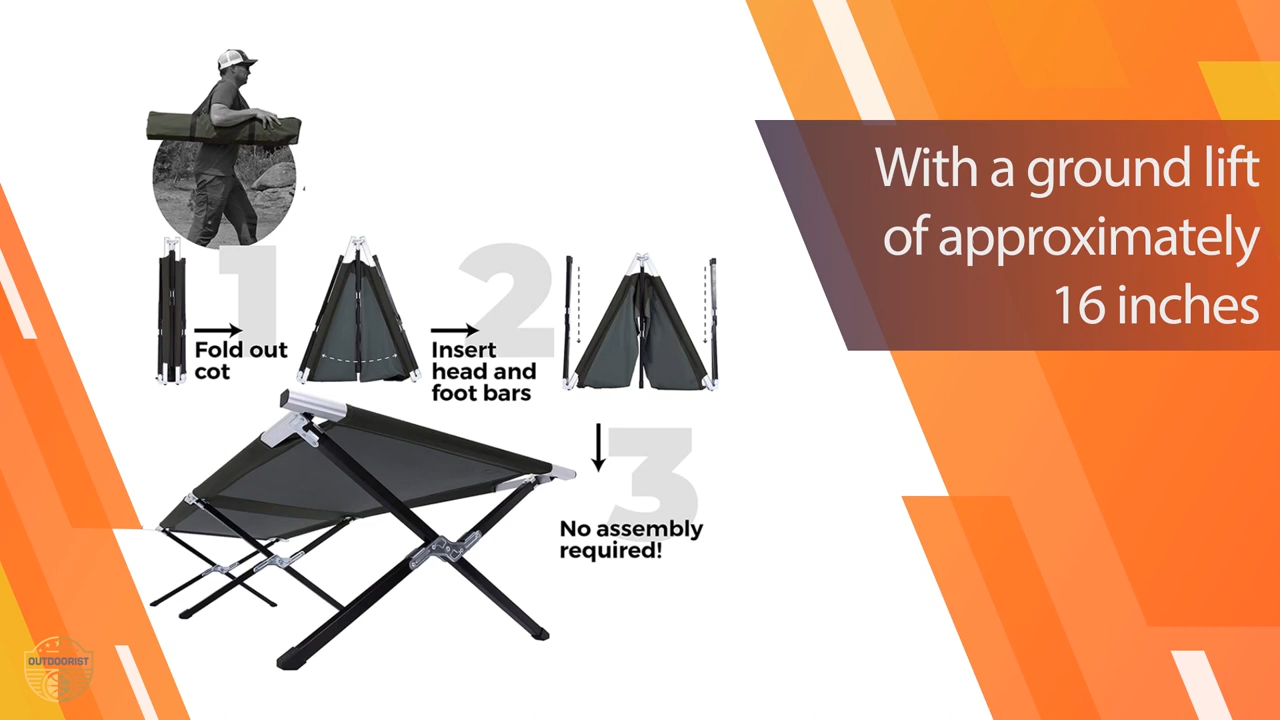 With a ground lift
of approximately
16 inches
1
Fold out
cot
2
Insert
head and
foot bars
3
No assembly
required!
OUTDOORIST